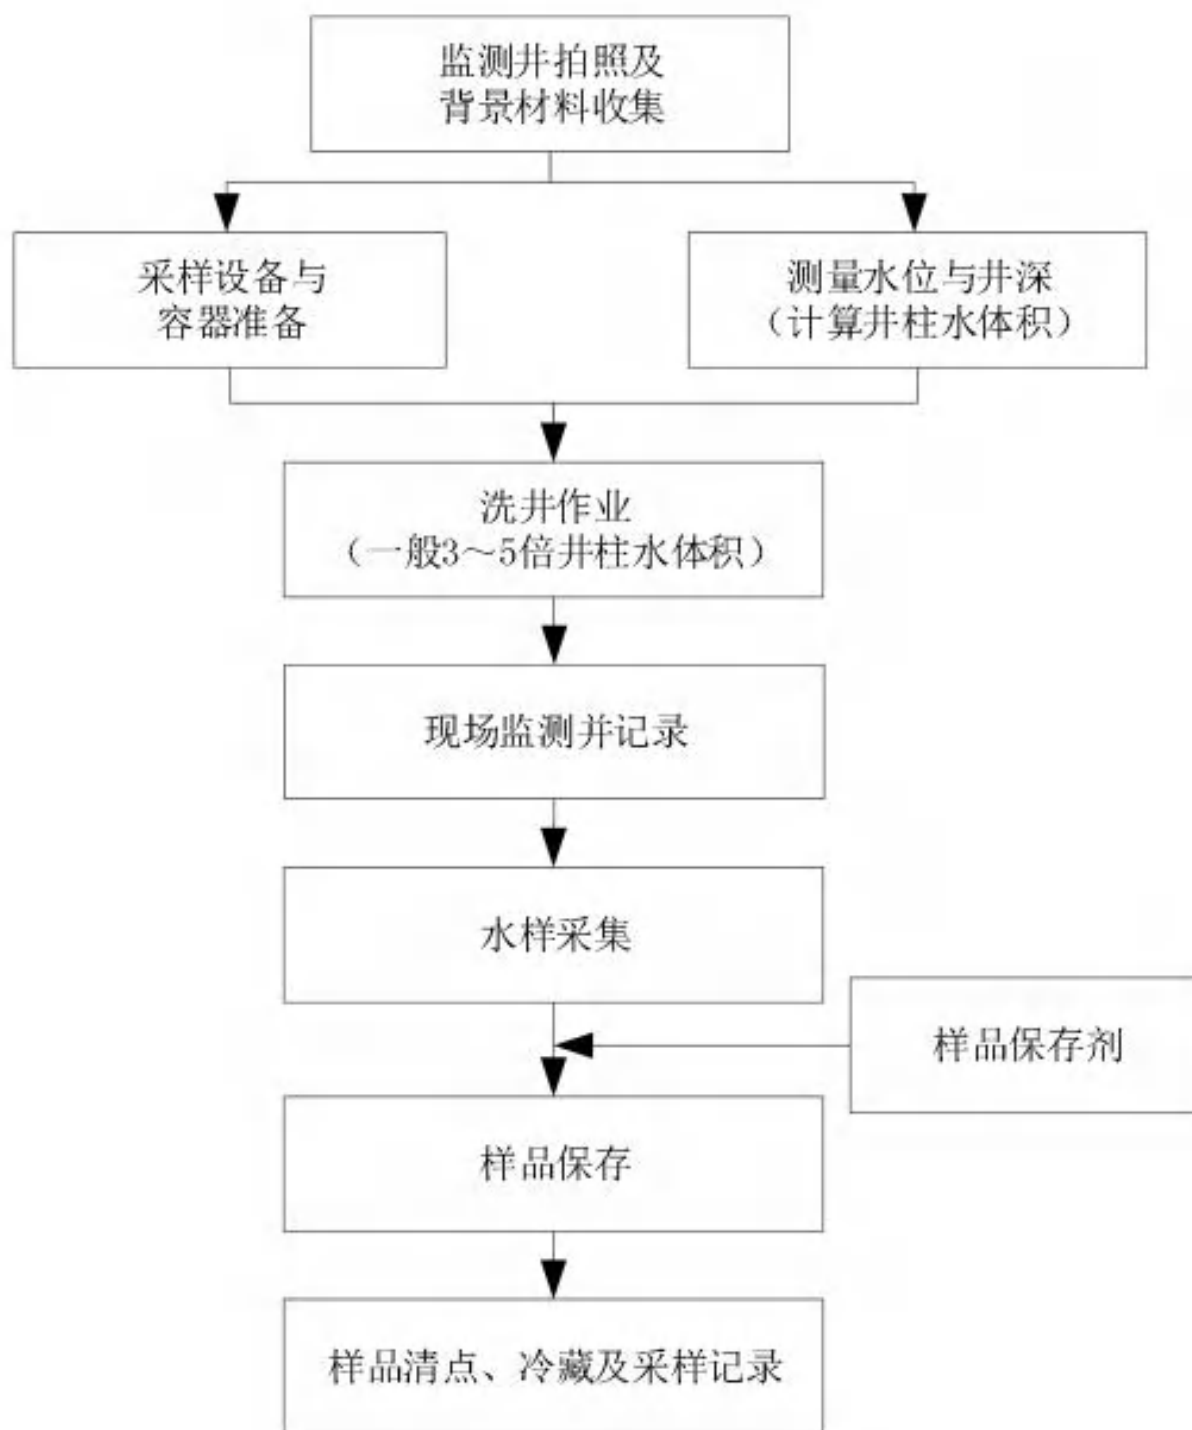 监测井拍照及
背景材料收集
采样设备与
容器准备
测量水位与井深
（计算井柱水体积）
洗井作业
（一般3～5倍井柱水体积）
现场监测并记录
水样采集
样品保存剂
样品保存
样品清点、冷藏及采样记录